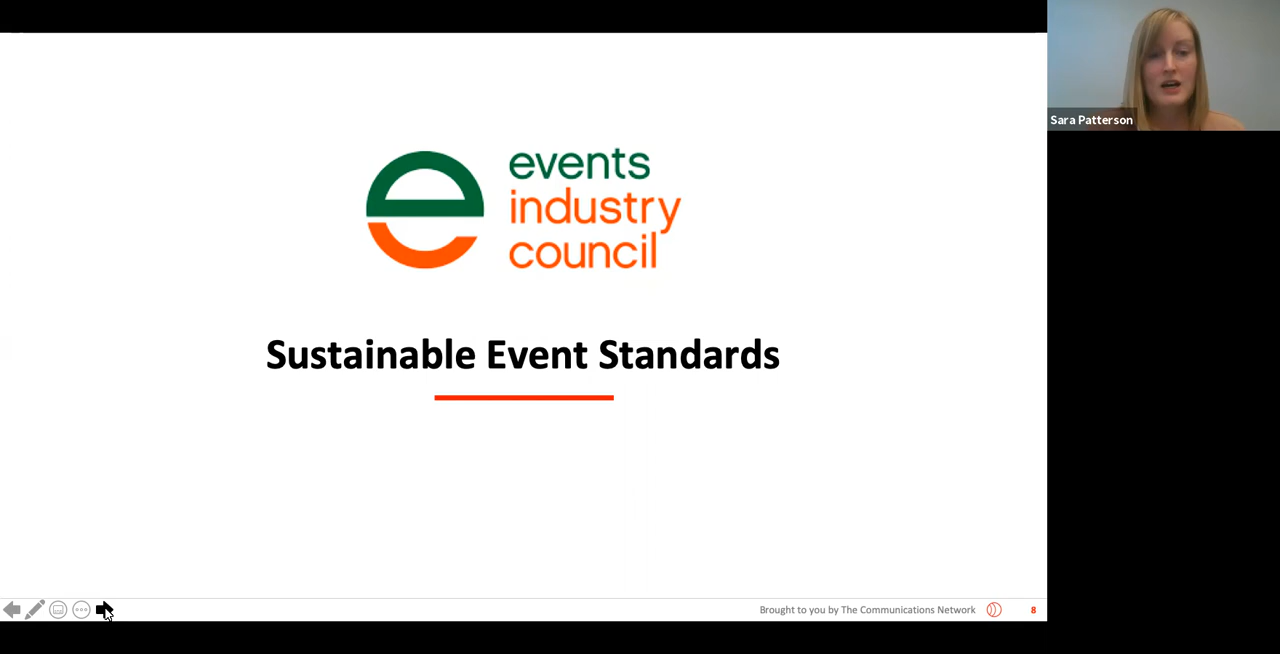 events
industry
council
Sustainable Event Standards
Brought to you by The Communications Network
8
Sara Patterson